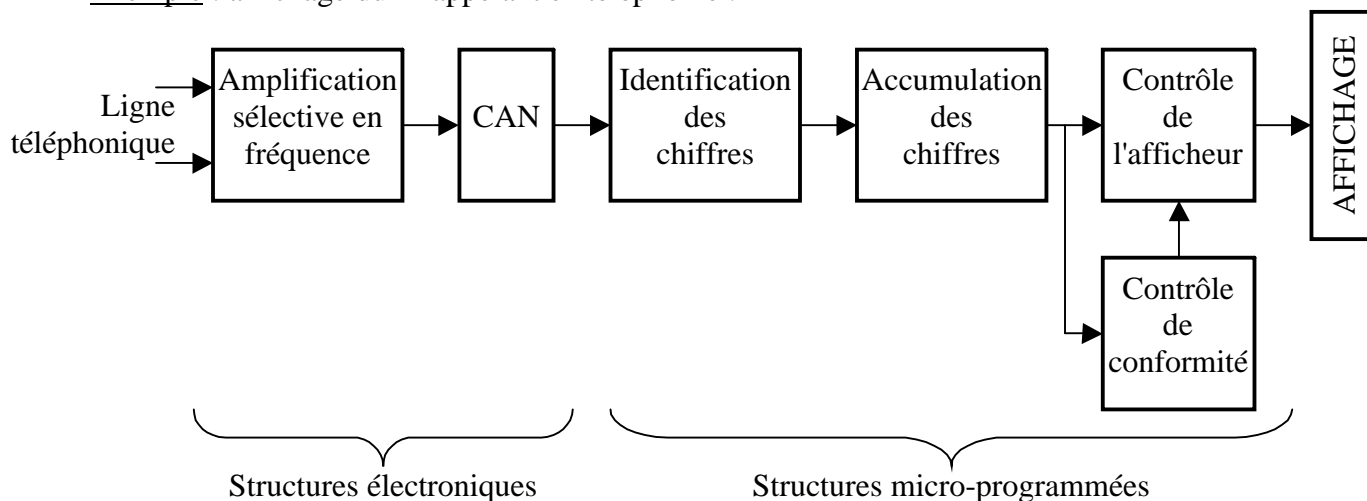 Ligne
téléphonique
Amplification
sélective en
fréquence
CAN
Identification
des
chiffres
Accumulation
des
chiffres
Contrôle
de
l'afficheur
AFFICHAGE
Contrôle
de
conformité
Structures électroniques
Structures micro-programmées